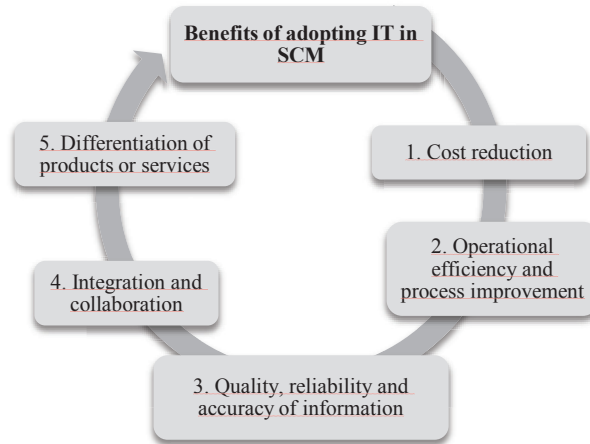 Benefits of adopting IT in
SCM
1. Cost reduction
2. Operational
efficiency and
process improvement
3. Quality, reliability and
accuracy of information
4. Integration and
collaboration
5. Differentiation of
products or services